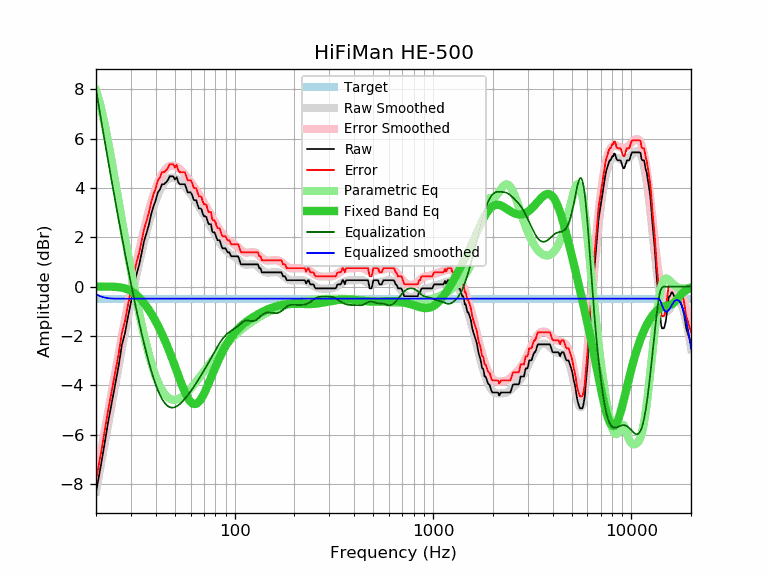 HiFiMan HE-500
Target
Raw Smoothed
Error Smoothed
Raw
Error
Parametric Eq
Fixed Band Eq
Equalization
Equalized smoothed
Amplitude (dBr)
8
6
4
2
0
−2
−4
−6
−8
100
1000
10000
Frequency (Hz)